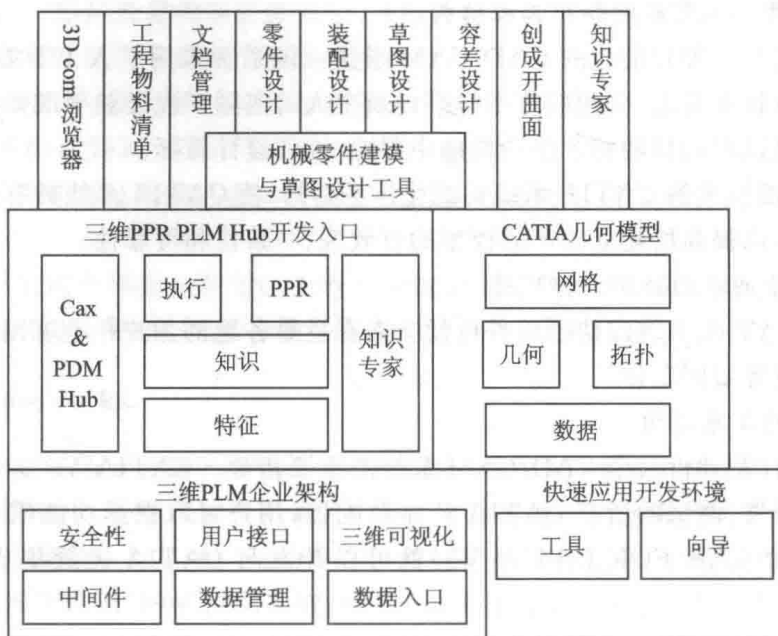 3D-com浏览器
工程物料清单
文档管理
零件设计
装配设计
草图设计
容差设计
创成开曲面
知识专家
机械零件建模
与草图设计工具
三维PPR PLM Hub开发入口
CATIA几何模型
Cax
&
PDM
Hub
执行
PPR
知识
特征
知识
专家
网格
几何
拓扑
数据
三维PLM企业架构
快速应用开发环境
安全性
用户接口
三维可视化
中间件
数据管理
数据入口
工具
向导